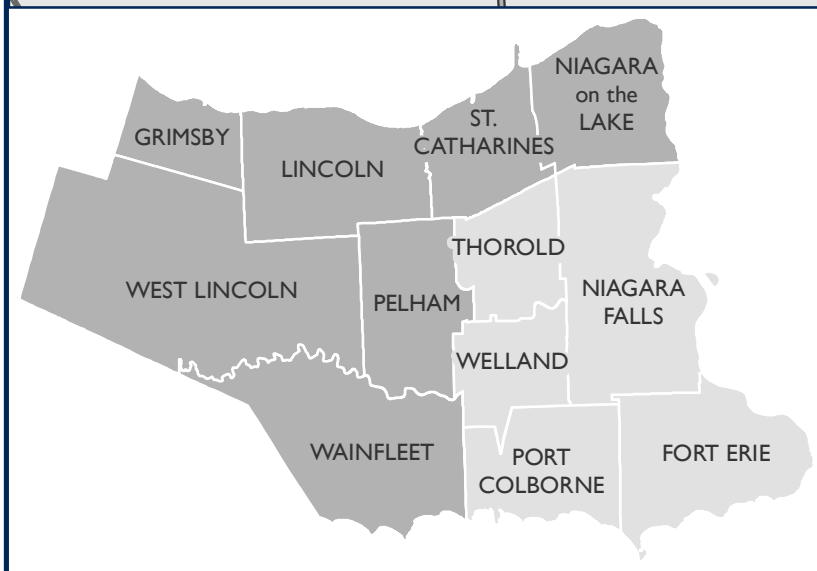 NIAGARA
on the
LAKE
ST.
CATHARINES
GRIMSBY
LINCOLN
THOROLD
WEST LINCOLN
PELHAM
NIAGARA
FALLS
WELLAND
WAINFLEET
PORT
COLBORNE
FORT ERIE